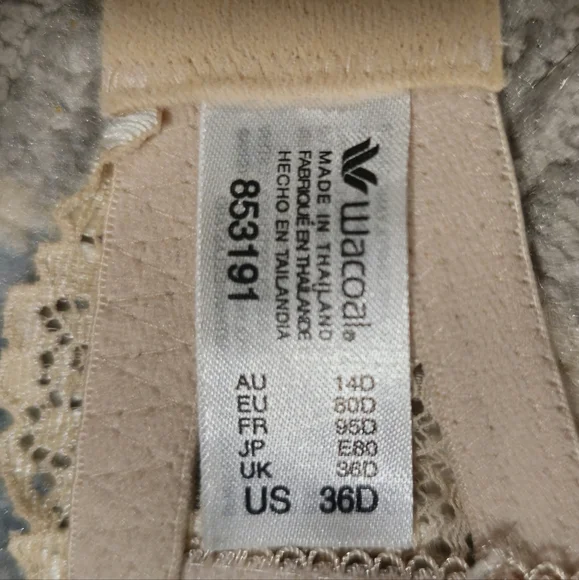 wacoal®
MADE IN THAILAND
FABRIQUÉ EN THAÏLANDE
HECHO EN TAILANDIA
853191
AU 14D
EU 80D
FR 95D
JP E80
UK 36D
US 36D